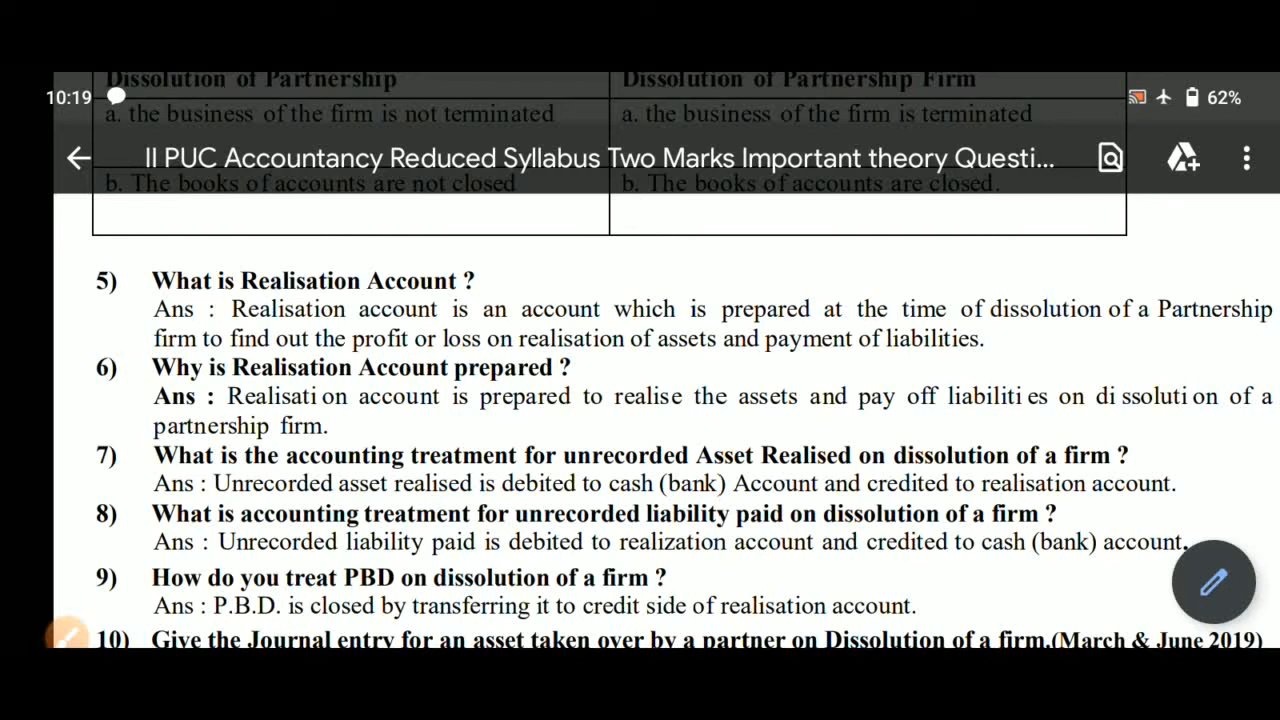 Dissolution of Partnership
Dissolution of Partnership Firm
10:19
62%
a. the business of the firm is not terminated
a. the business of the firm is terminated
II PUC Accountancy Reduced Syllabus Two Marks Important theory Questi...
b. The books of accounts are not closed
b. The books of accounts are closed.
5) What is Realisation Account ?
Ans : Realisation account is an account which is prepared at the time of dissolution of a Partnership
firm to find out the profit or loss on realisation of assets and payment of liabilities.
6) Why is Realisation Account prepared ?
Ans : Realisati on account is prepared to realise the assets and pay off liabiliti es on di ssoluti on of a
partnership firm.
7) What is the accounting treatment for unrecorded Asset Realised on dissolution of a firm ?
Ans : Unrecorded asset realised is debited to cash (bank) Account and credited to realisation account.
8) What is accounting treatment for unrecorded liability paid on dissolution of a firm ?
Ans : Unrecorded liability paid is debited to realization account and credited to cash (bank) account.
9) How do you treat PBD on dissolution of a firm ?
Ans : P.B.D. is closed by transferring it to credit side of realisation account.
10) Give the Journal entry for an asset taken over by a partner on Dissolution of a firm.(March & June 2019)